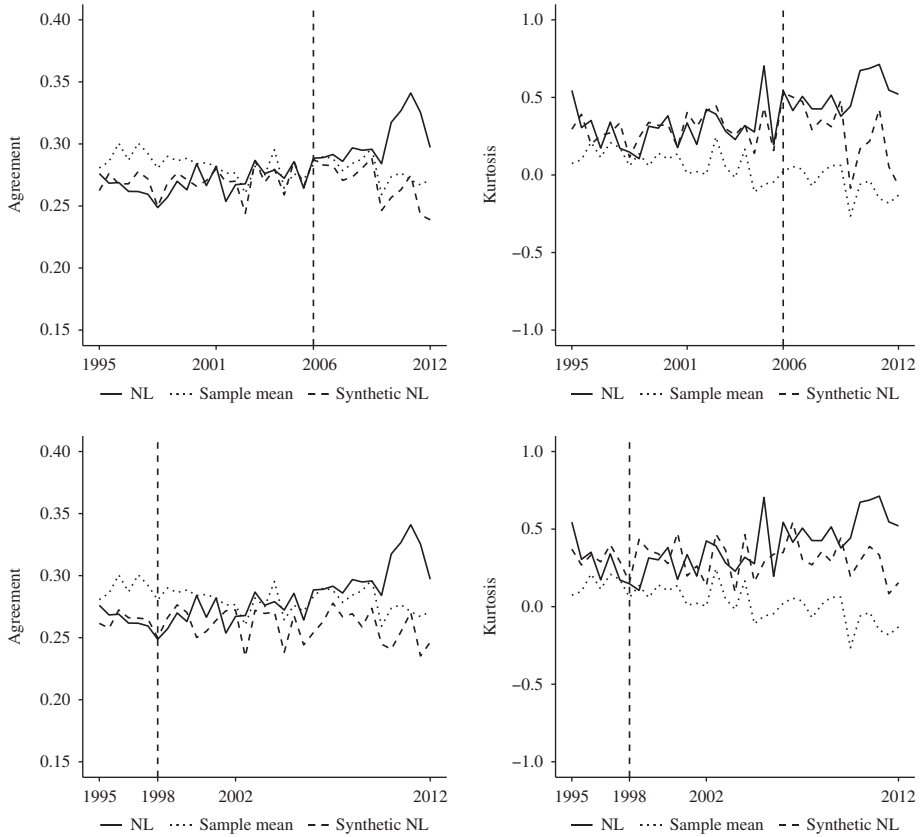 0.40
0.35
0.30
0.25
0.20
0.15
Agreement
1995
2001
2006
2012
NL
Sample mean
Synthetic NL
1.0
0.5
0.0
−0.5
−1.0
Kurtosis
1995
2001
2006
2012
NL
Sample mean
Synthetic NL
0.40
0.35
0.30
0.25
0.20
0.15
Agreement
1995
1998
2002
2012
NL
Sample mean
Synthetic NL
1.0
0.5
0.0
−0.5
−1.0
Kurtosis
1995
1998
2002
2012
NL
Sample mean
Synthetic NL